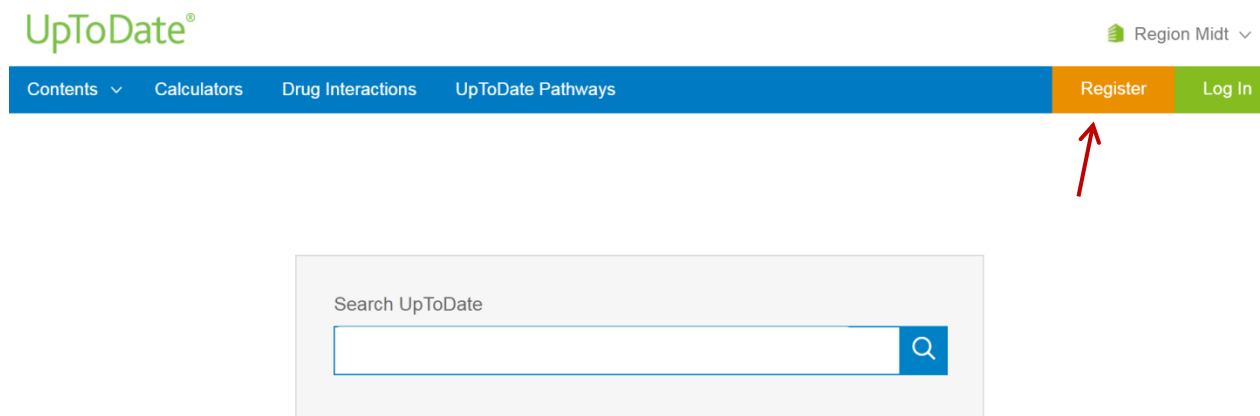 UpToDate®
Region Midt
Contents Calculators Drug Interactions UpToDate Pathways Register Log In
Search UpToDate